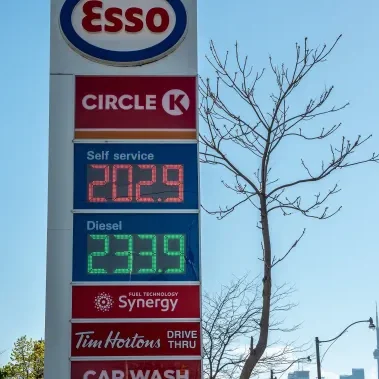 Esso
CIRCLE K
Self service
202.9
Diesel
233.9
FUEL TECHNOLOGY
Synergy
Tim Hortons DRIVE THRU
CAR WASH